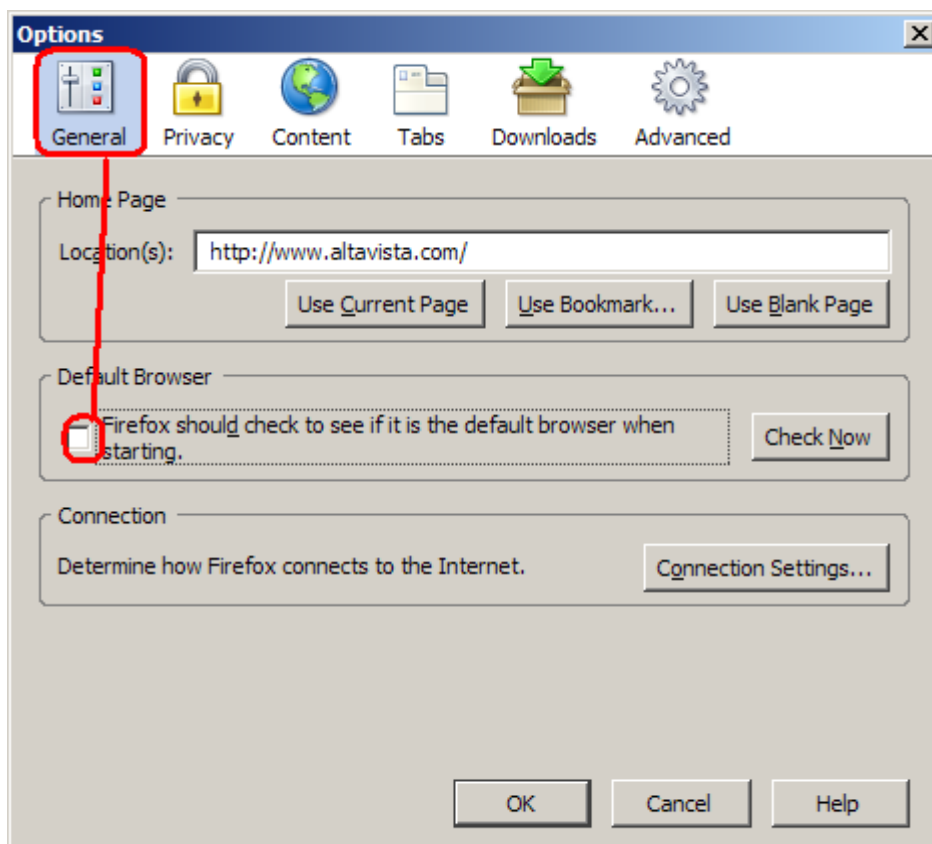 Options
General Privacy Content Tabs Downloads Advanced
Home Page
Location(s): http://www.altavista.com/
Use Current Page Use Bookmark... Use Blank Page
Default Browser
Firefox should check to see if it is the default browser when
starting.
Check Now
Connection
Determine how Firefox connects to the Internet. Connection Settings...
OK Cancel Help